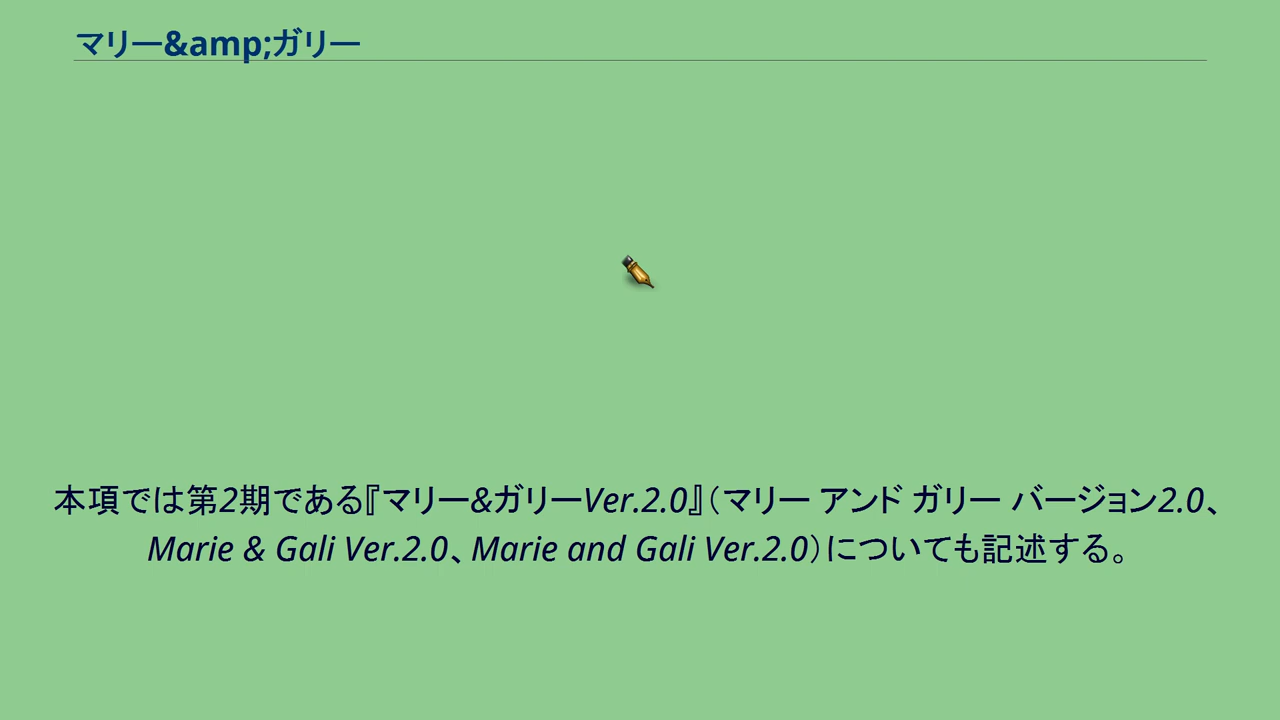 マリー&amp;ガリー
本項では第2期である『マリー&ガリーVer.2.0』（マリー アンド ガリー バージョン2.0、
Marie & Gali Ver.2.0、Marie and Gali Ver.2.0）についても記述する。